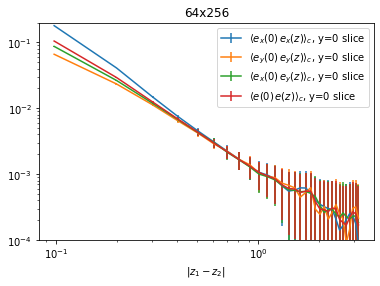 64x256
⟨e_x(0) e_x(z)⟩_c, y=0 slice
⟨e_y(0) e_y(z)⟩_c, y=0 slice
⟨e_x(0) e_y(z)⟩_c, y=0 slice
⟨e(0) e(z)⟩_c, y=0 slice
10^−1
10^−2
10^−3
10^−4
10^−1 10^0
|z_1 − z_2|